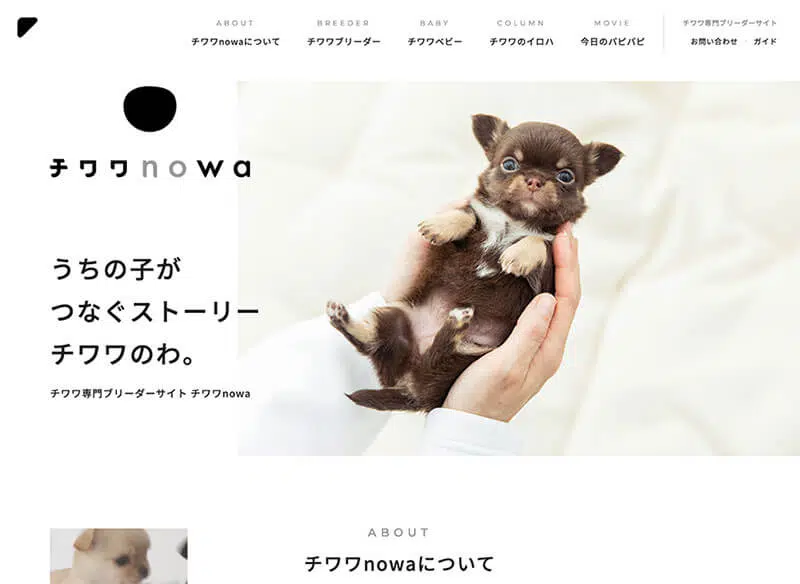 ABOUT
チワワnowaについて
BREEDER
チワワブリーダー
BABY
チワワベビー
COLUMN
チワワのイロハ
MOVIE
今日のパピパピ
チワワ専門ブリーダーサイト
お問い合わせ · ガイド
チワワnowa
うちの子が
つなぐストーリー
チワワのわ。
チワワ専門ブリーダーサイト チワワnowa
ABOUT
チワワnowaについて